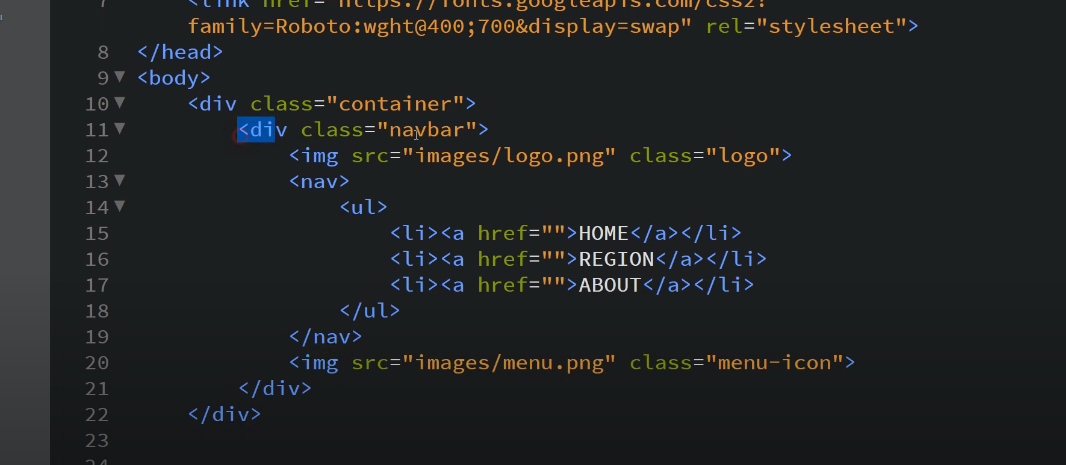 7 <link href="https://fonts.googleapis.com/css2?
family=Roboto:wght@400;700&display=swap" rel="stylesheet">
8 </head>
9 <body>
10 <div class="container">
11 <div class="navbar">
12 <img src="images/logo.png" class="logo">
13 <nav>
14 <ul>
15 <li><a href="">HOME</a></li>
16 <li><a href="">REGION</a></li>
17 <li><a href="">ABOUT</a></li>
18 </ul>
19 </nav>
20 <img src="images/menu.png" class="menu-icon">
21 </div>
22 </div>
23
24